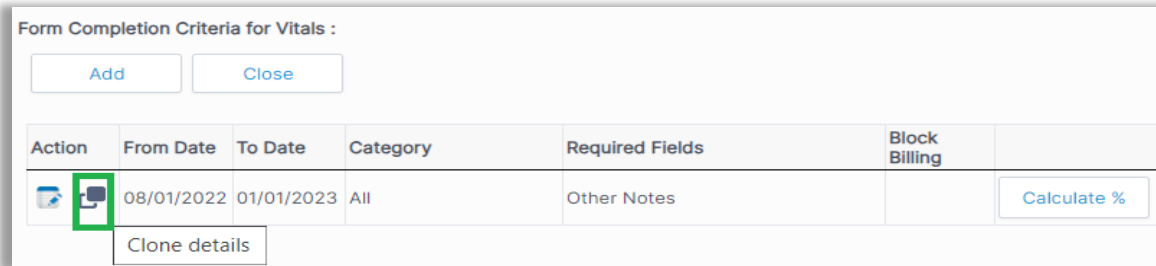 Form Completion Criteria for Vitals :
Add Close
Action From Date To Date Category Required Fields Block Billing
08/01/2022 01/01/2023 All Other Notes Calculate %
Clone details